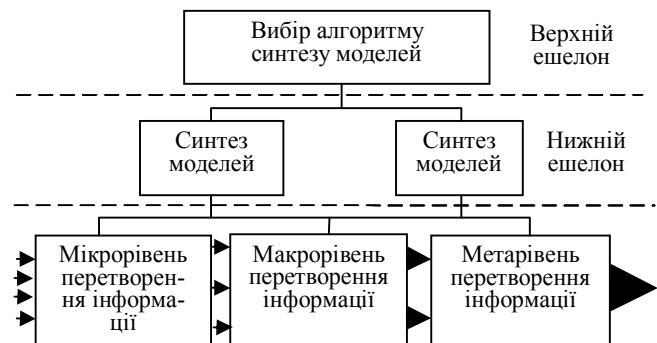 Вибір алгоритму
синтезу моделей
Верхній
ешелон
Синтез
моделей
Синтез
моделей
Нижній
ешелон
Мікрорівень
перетворен-
ня інформа-
ції
Макрорівень
перетворення
інформації
Метарівень
перетворення
інформації